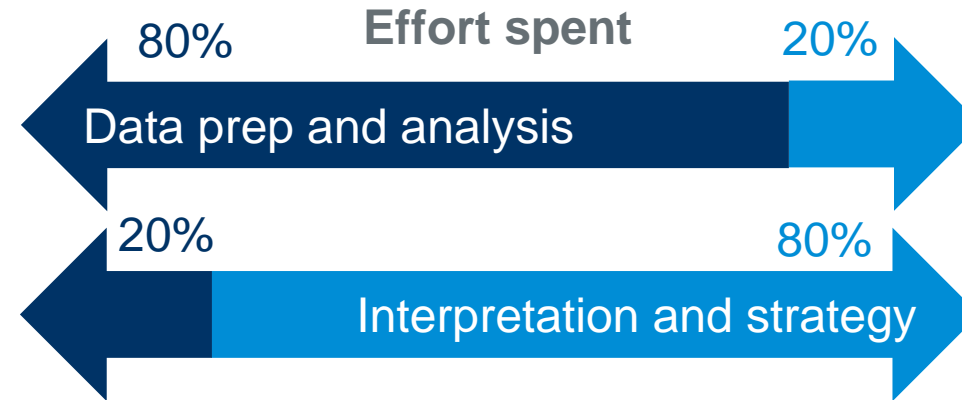 Effort spent
80%
20%
Data prep and analysis
20%
80%
Interpretation and strategy